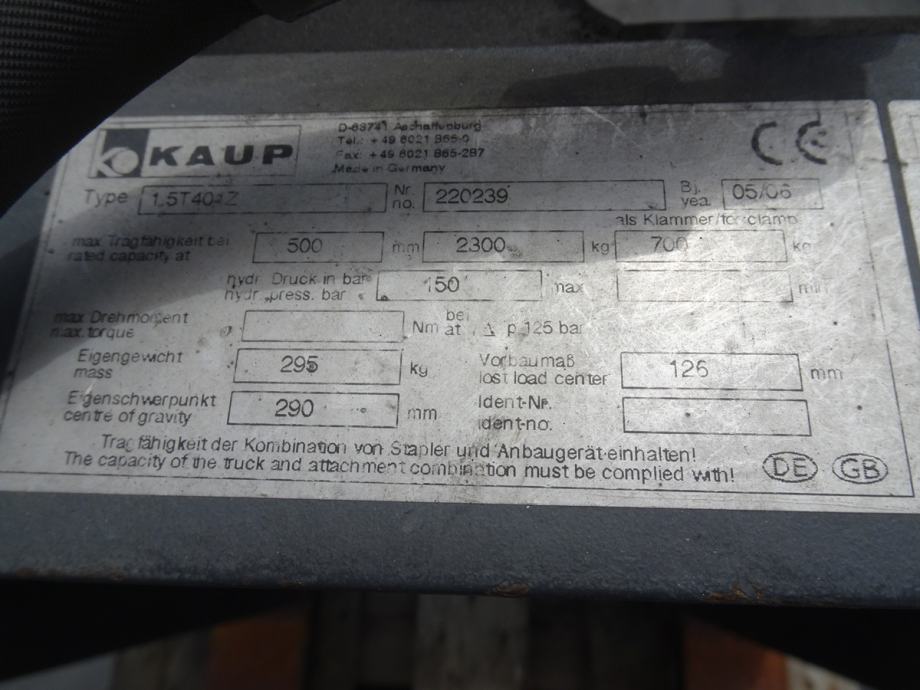 KAUP
D-63741 Aschaffenburg
Tel.: +49 6021 865-0
Fax: +49 6021 865-287
Made in Germany
CE
Type Nr. no. 220239 Bj. yea. 05/06
als Klammer/for clamp
max. Tragfähigkeit bei rated capacity at 500 mm 2300 kg 700 kg
hydr. Druck in bar hydr. press. bar 150 max min
max Drehmoment max. torque Nm bei at Δ p 125 bar
Eigengewicht mass 295 kg Vorbaumaß lost load center 126 mm
Eigenschwerpunkt centre of gravity 290 mm Ident-Nr. ident-no.
Tragfähigkeit der Kombination von Stapler und Anbaugerät einhalten!
The capacity of the truck and attachment combination must be complied with! DE GB